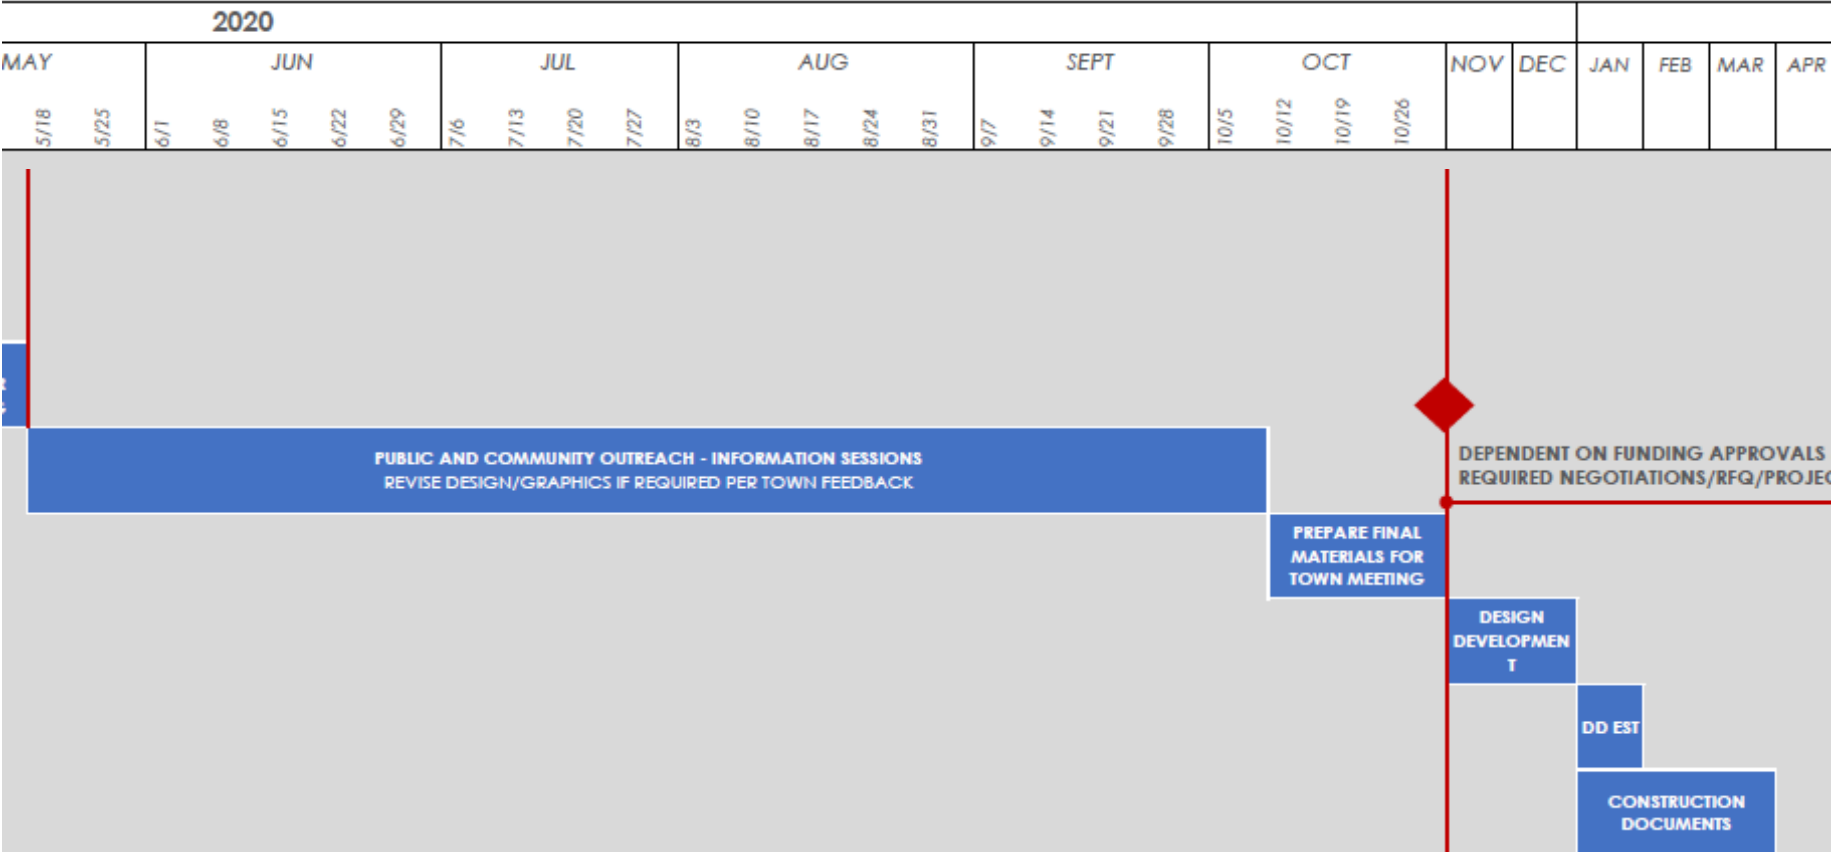 2020
MAY JUN JUL AUG SEPT OCT NOV DEC JAN FEB MAR APR
5/18 5/25 6/1 6/8 6/15 6/22 6/29 7/6 7/13 7/20 7/27 8/3 8/10 8/17 8/24 8/31 9/7 9/14 9/21 9/28 10/5 10/12 10/19 10/26
PUBLIC AND COMMUNITY OUTREACH - INFORMATION SESSIONS
REVISE DESIGN/GRAPHICS IF REQUIRED PER TOWN FEEDBACK
DEPENDENT ON FUNDING APPROVALS
REQUIRED NEGOTIATIONS/RFQ/PROJEC
PREPARE FINAL
MATERIALS FOR
TOWN MEETING
DESIGN
DEVELOPMEN
T
DD EST
CONSTRUCTION
DOCUMENTS